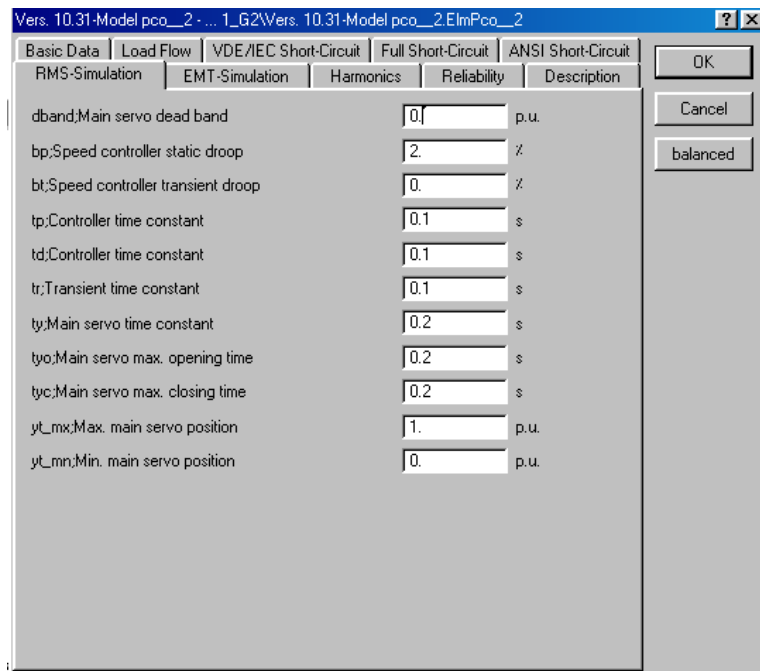 Vers. 10.31-Model pco__2 - ... 1_G2\Vers. 10.31-Model pco__2.ElmPco__2
Basic Data Load Flow VDE/IEC Short-Circuit Full Short-Circuit ANSI Short-Circuit
RMS-Simulation EMT-Simulation Harmonics Reliability Description
OK
Cancel
balanced
dband;Main servo dead band 0. p.u.
bp;Speed controller static droop 2. %
bt;Speed controller transient droop 0. %
tp;Controller time constant 0.1 s
td;Controller time constant 0.1 s
tr;Transient time constant 0.1 s
ty;Main servo time constant 0.2 s
tyo;Main servo max. opening time 0.2 s
tyc;Main servo max. closing time 0.2 s
yt_mx;Max. main servo position 1. p.u.
yt_mn;Min. main servo position 0. p.u.